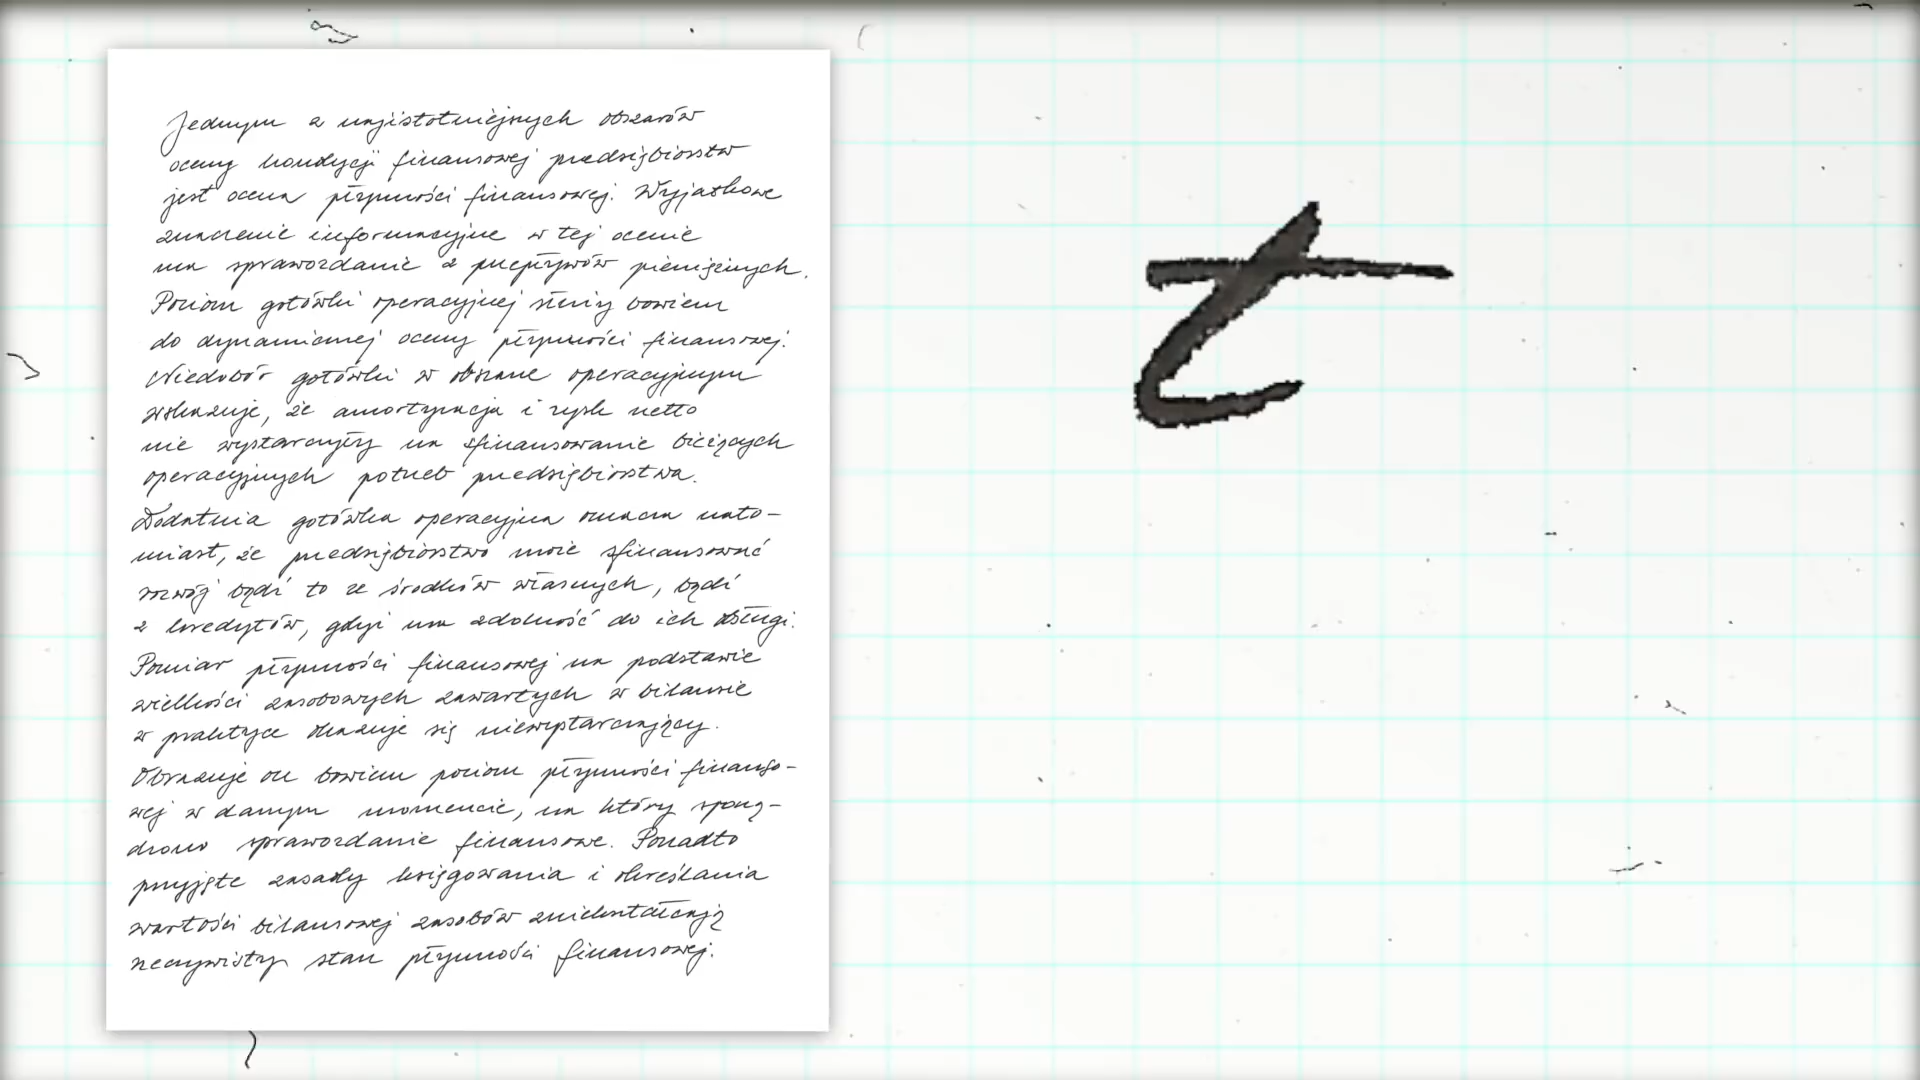 Jednym z najistotniejszych obszarów
oceny kondycji finansowej przedsiębiorstw
jest ocena płynności finansowej. Wyjątkowe
znaczenie informacyjne w tej ocenie
ma sprawozdanie z przepływów pieniężnych.
Poziom gotówki operacyjnej służy bowiem
do dynamicznej oceny płynności finansowej.
Niedobór gotówki w obszarze operacyjnym
wskazuje, że amortyzacja i zysk netto
nie wystarczyły na sfinansowanie bieżących
operacyjnych potrzeb przedsiębiorstwa.
Dodatnia gotówka operacyjna oznacza nato-
miast, że przedsiębiorstwo może sfinansować
rozwój bądź to ze środków własnych, bądź
z kredytów, gdyż ma zdolność do ich obsługi.
Pomiar płynności finansowej na podstawie
wielkości zasobowych zawartych w bilansie
w praktyce okazuje się niewystarczający.
Obrazuje on bowiem poziom płynności finanso-
wej w danym momencie, na który sporzą-
dzono sprawozdanie finansowe. Ponadto
przyjęte zasady księgowania i określania
wartości bilansowej zasobów zniekształcają
rzeczywisty stan płynności finansowej.
t